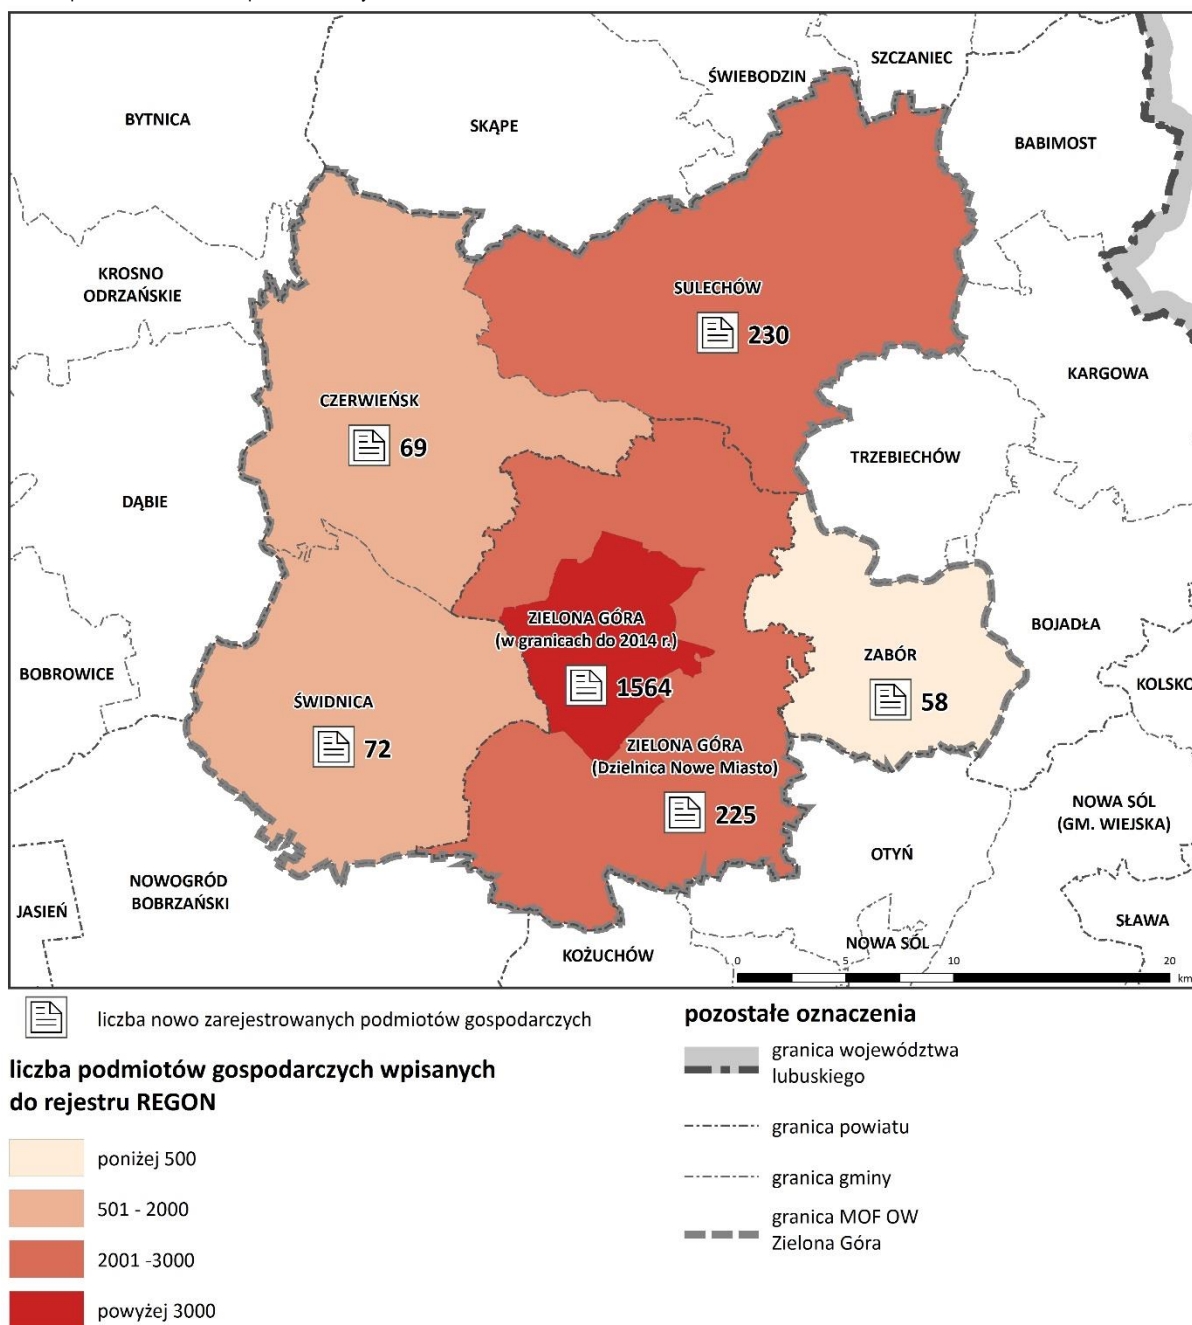 SZCZANIEC
ŚWIEBODZIN
BYTNICA
SKĄPE
BABIMOST
KROSNO
ODRZAŃSKIE
SULECHÓW
230
KARGOWA
CZERWIEŃSK
69
TRZEBIECHÓW
DĄBIE
ZIELONA GÓRA
(w granicach do 2014 r.)
1564
BOJADŁA
ZABÓR
58
BOBROWICE
KOLSKO
ŚWIDNICA
72
ZIELONA GÓRA
(Dzielnica Nowe Miasto)
225
NOWA SÓL
(GM. WIEJSKA)
OTYŃ
NOWOGRÓD
BOBRZAŃSKI
JASIEŃ
SŁAWA
NOWA SÓL
KOŻUCHÓW
0 5 10 20
km
liczba nowo zarejestrowanych podmiotów gospodarczych
liczba podmiotów gospodarczych wpisanych
do rejestru REGON
poniżej 500
501 - 2000
2001 -3000
powyżej 3000
pozostałe oznaczenia
granica województwa
lubuskiego
granica powiatu
granica gminy
granica MOF OW
Zielona Góra